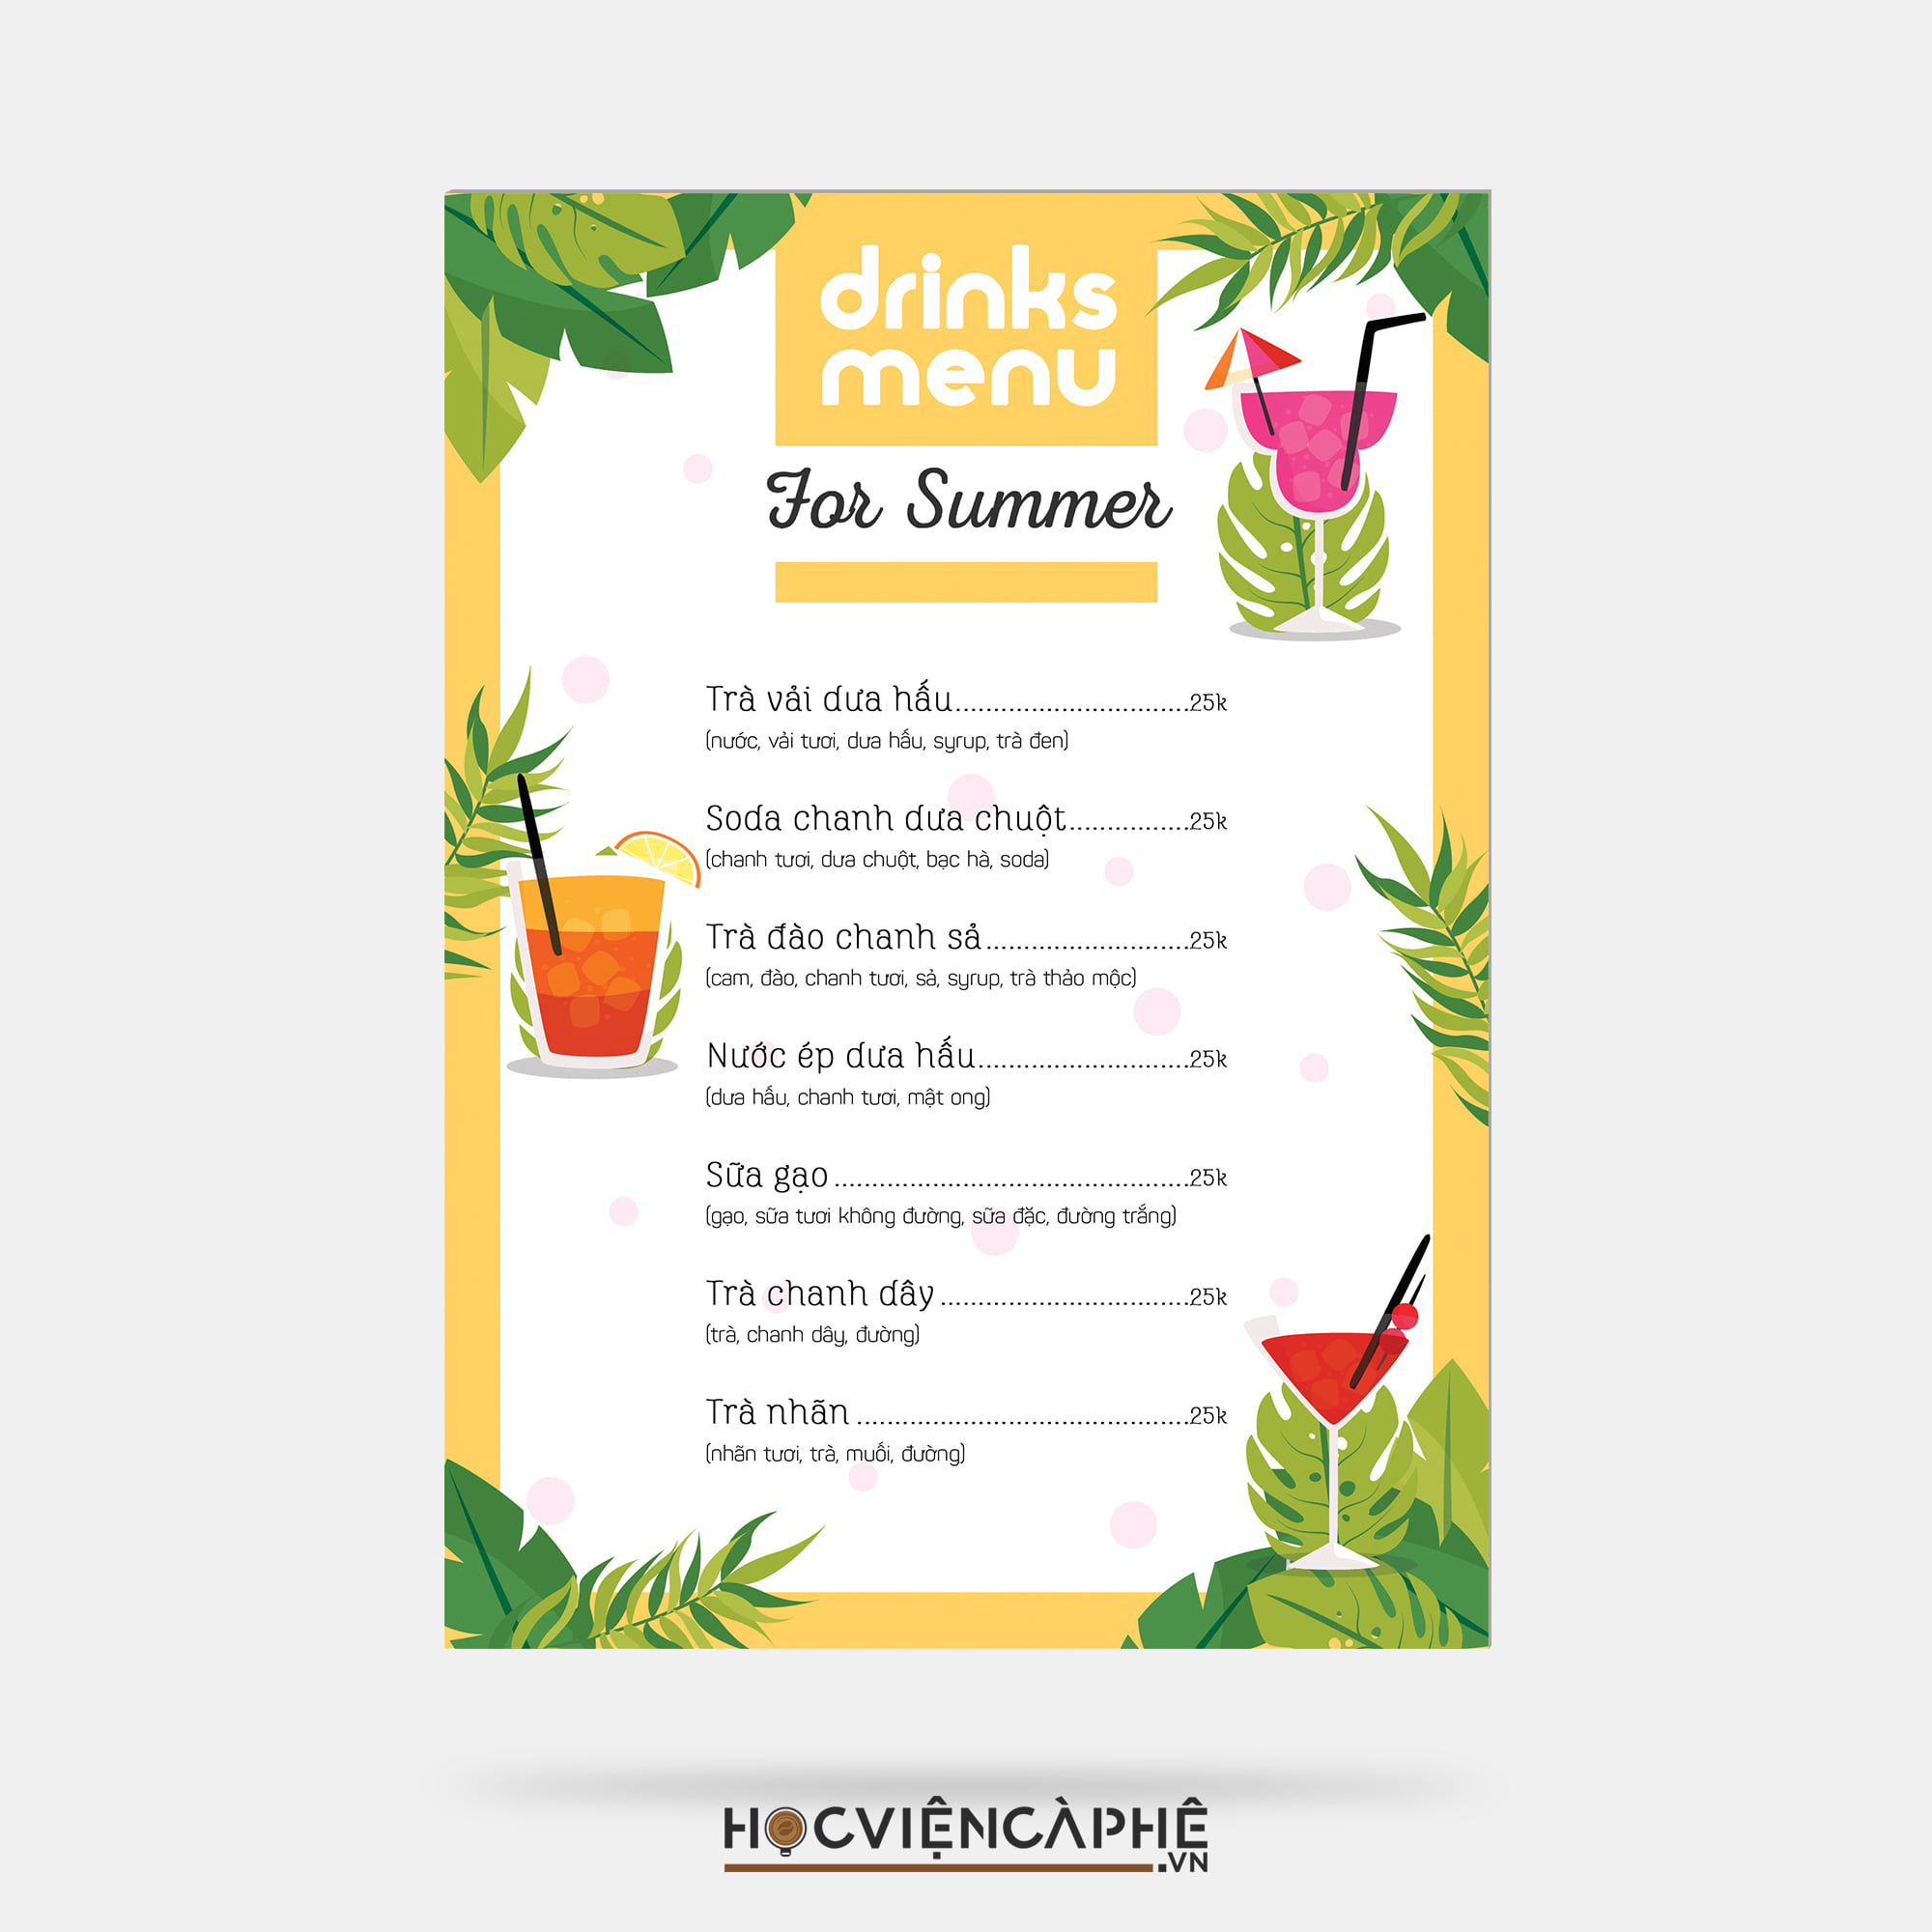 drinks
menu
For Summer
Trà vải dưa hấu..............................25k
(nước, vải tươi, dưa hấu, syrup, trà đen)
Soda chanh dưa chuột................25k
(chanh tươi, dưa chuột, bạc hà, soda)
Trà đào chanh sả..........................25k
(cam, đào, chanh tươi, sả, syrup, trà thảo mộc)
Nước ép dưa hấu...........................25k
(dưa hấu, chanh tươi, mật ong)
Sữa gạo..............................................25k
(gạo, sữa tươi không đường, sữa đặc, đường trắng)
Trà chanh dây................................25k
(trà, chanh dây, đường)
Trà nhãn...........................................25k
(nhãn tươi, trà, muối, đường)
HỌCVIỆNCÀPHÊ
.VN